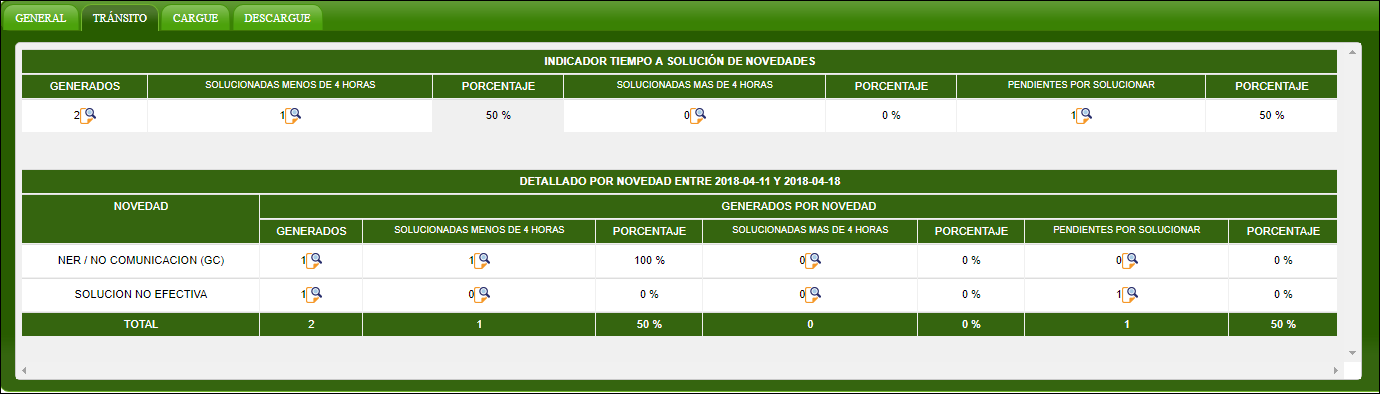 GENERAL TRÁNSITO CARGUE DESCARGUE
INDICADOR TIEMPO A SOLUCIÓN DE NOVEDADES
GENERADOS SOLUCIONADAS MENOS DE 4 HORAS PORCENTAJE SOLUCIONADAS MAS DE 4 HORAS PORCENTAJE PENDIENTES POR SOLUCIONAR PORCENTAJE
2 1 50 % 0 0 % 1 50 %
DETALLADO POR NOVEDAD ENTRE 2018-04-11 Y 2018-04-18
NOVEDAD GENERADOS POR NOVEDAD
GENERADOS SOLUCIONADAS MENOS DE 4 HORAS PORCENTAJE SOLUCIONADAS MAS DE 4 HORAS PORCENTAJE PENDIENTES POR SOLUCIONAR PORCENTAJE
NER / NO COMUNICACION (GC) 1 1 100 % 0 0 % 0 0 %
SOLUCION NO EFECTIVA 1 0 0 % 0 0 % 1 0 %
TOTAL 2 1 50 % 0 0 % 1 50 %